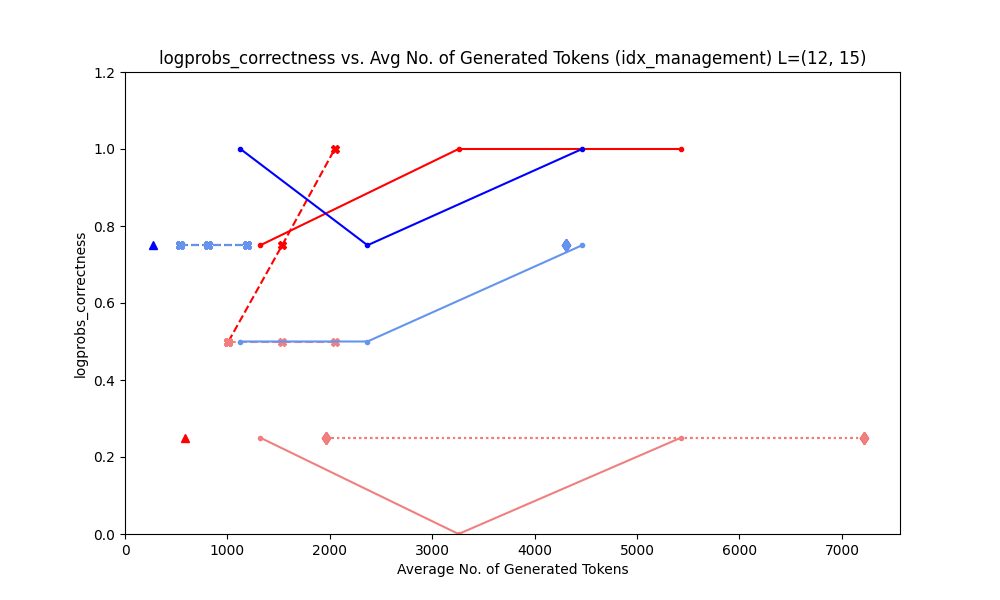 logprobs_correctness vs. Avg No. of Generated Tokens (idx_management) L=(12, 15)
1.2
1.0
0.8
0.6
0.4
0.2
0.0
logprobs_correctness
0 1000 2000 3000 4000 5000 6000 7000
Average No. of Generated Tokens